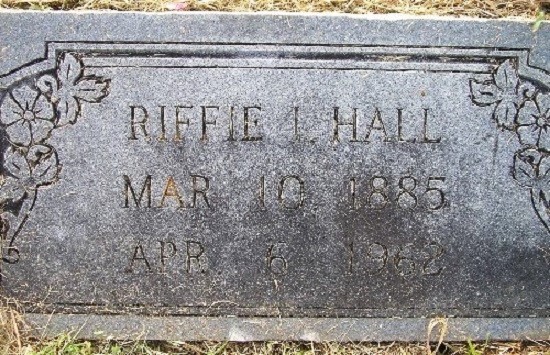 RIFFIE I. HALL
MAR 10 1885
APR 6 1962